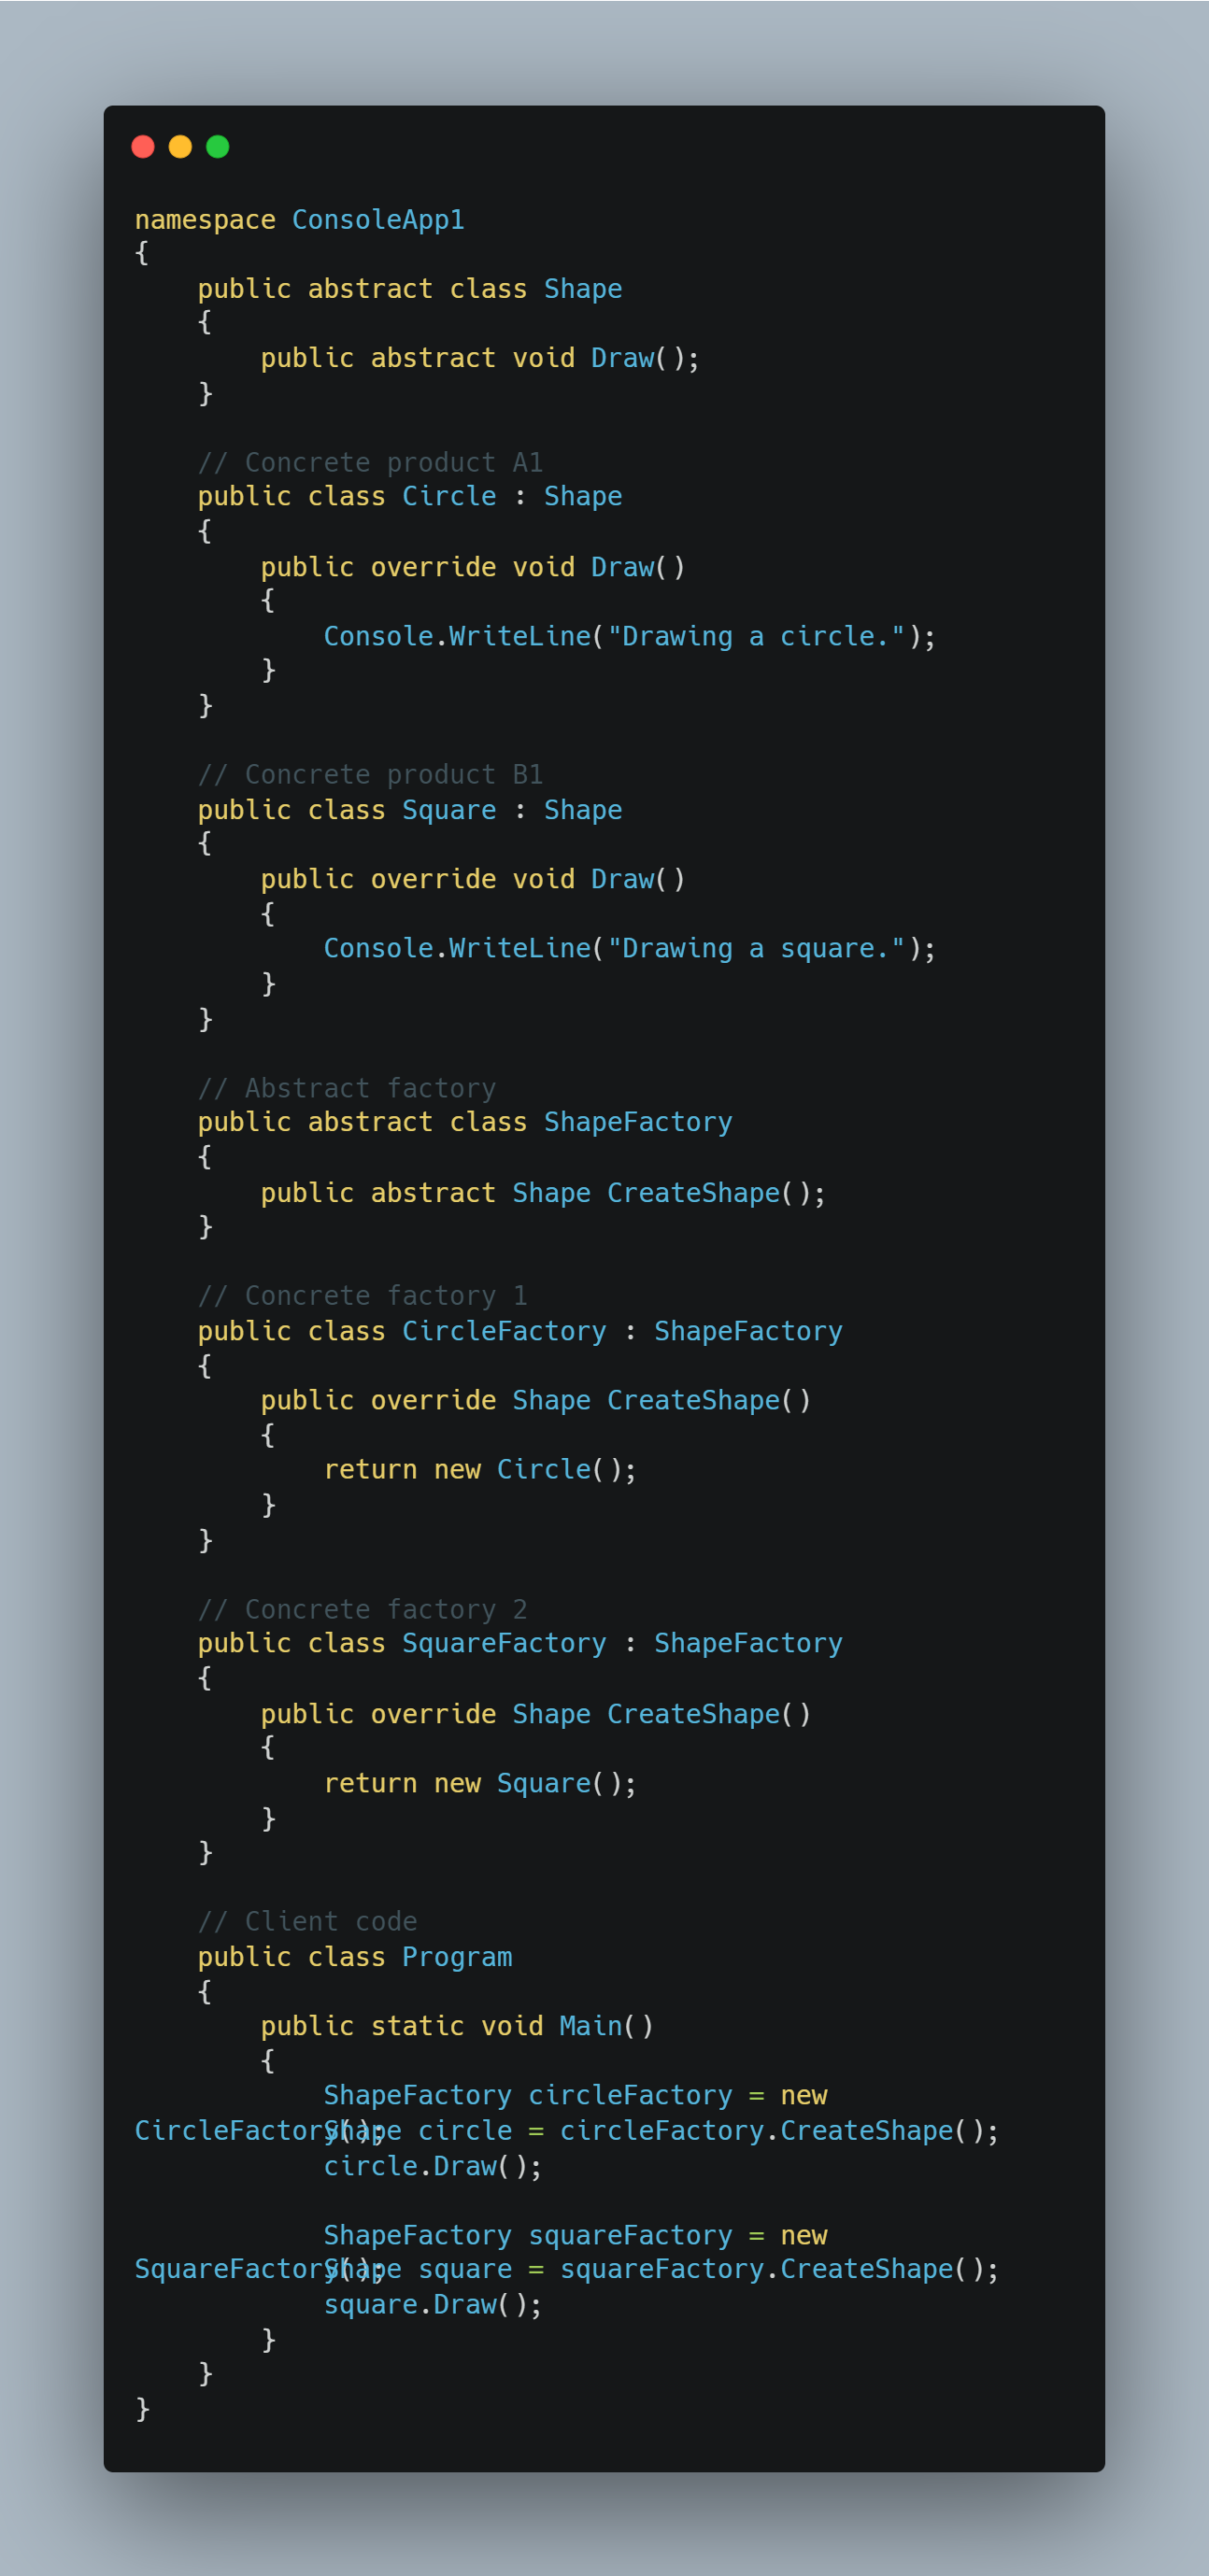 namespace ConsoleApp1
{
    public abstract class Shape
    {
        public abstract void Draw();
    }

    // Concrete product A1
    public class Circle : Shape
    {
        public override void Draw()
        {
            Console.WriteLine("Drawing a circle.");
        }
    }

    // Concrete product B1
    public class Square : Shape
    {
        public override void Draw()
        {
            Console.WriteLine("Drawing a square.");
        }
    }

    // Abstract factory
    public abstract class ShapeFactory
    {
        public abstract Shape CreateShape();
    }

    // Concrete factory 1
    public class CircleFactory : ShapeFactory
    {
        public override Shape CreateShape()
        {
            return new Circle();
        }
    }

    // Concrete factory 2
    public class SquareFactory : ShapeFactory
    {
        public override Shape CreateShape()
        {
            return new Square();
        }
    }

    // Client code
    public class Program
    {
        public static void Main()
        {
            ShapeFactory circleFactory = new
CircleFactory();
            Shape circle = circleFactory.CreateShape();
            circle.Draw();

            ShapeFactory squareFactory = new
SquareFactory();
            Shape square = squareFactory.CreateShape();
            square.Draw();
        }
    }
}